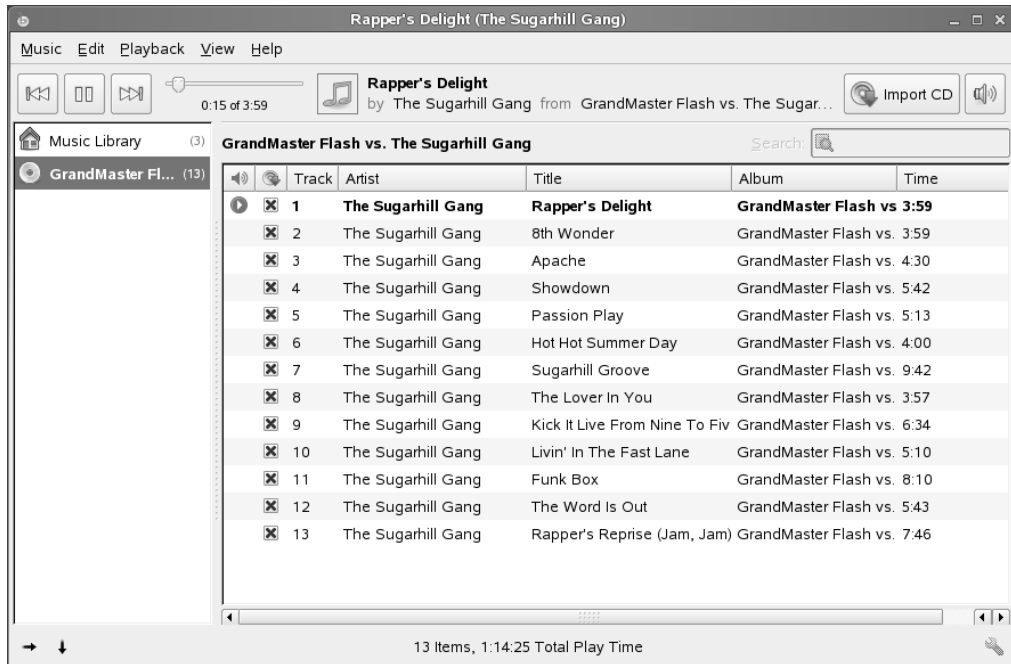 Rapper's Delight (The Sugarhill Gang)
Music Edit Playback View Help
Rapper's Delight
0:15 of 3:59 by The Sugarhill Gang from GrandMaster Flash vs. The Sugar... Import CD
Music Library (3)
GrandMaster Fl... (13)
GrandMaster Flash vs. The Sugarhill Gang Search:
Track Artist Title Album Time
1 The Sugarhill Gang Rapper's Delight GrandMaster Flash vs 3:59
2 The Sugarhill Gang 8th Wonder GrandMaster Flash vs. 3:59
3 The Sugarhill Gang Apache GrandMaster Flash vs. 4:30
4 The Sugarhill Gang Showdown GrandMaster Flash vs. 5:42
5 The Sugarhill Gang Passion Play GrandMaster Flash vs. 5:13
6 The Sugarhill Gang Hot Hot Summer Day GrandMaster Flash vs. 4:00
7 The Sugarhill Gang Sugarhill Groove GrandMaster Flash vs. 9:42
8 The Sugarhill Gang The Lover In You GrandMaster Flash vs. 3:57
9 The Sugarhill Gang Kick It Live From Nine To Fiv GrandMaster Flash vs. 6:34
10 The Sugarhill Gang Livin' In The Fast Lane GrandMaster Flash vs. 5:10
11 The Sugarhill Gang Funk Box GrandMaster Flash vs. 8:10
12 The Sugarhill Gang The Word Is Out GrandMaster Flash vs. 5:43
13 The Sugarhill Gang Rapper's Reprise (Jam, Jam) GrandMaster Flash vs. 7:46
13 Items, 1:14:25 Total Play Time